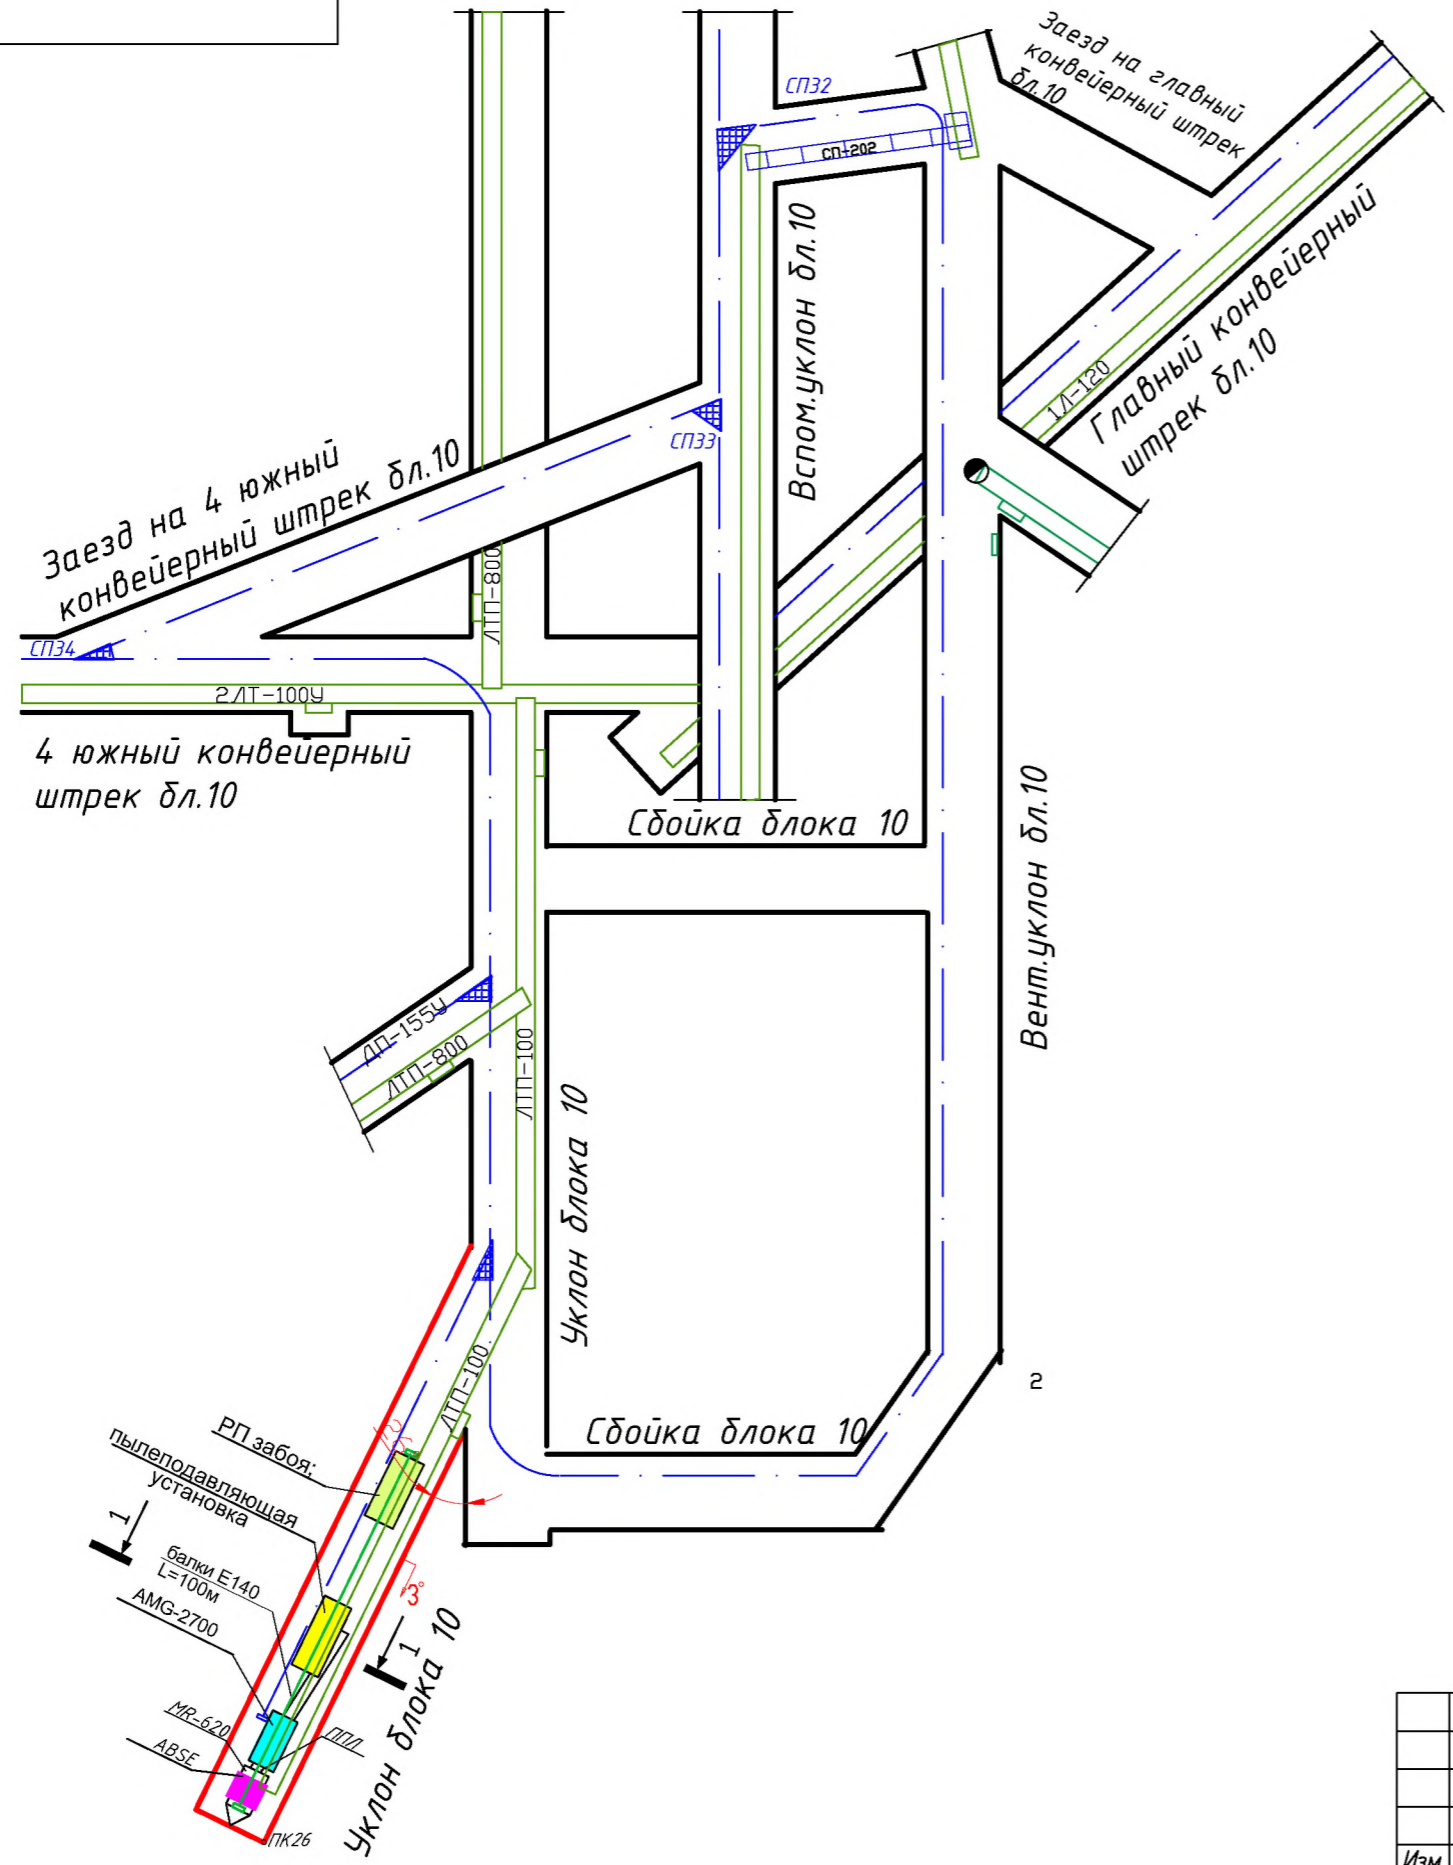 Заезд на главный
конвейерный штрек
бл.10
СП32
СП-202
Вспом.уклон бл.10
1Л-120
Главный конвейерный
штрек бл.10
СП33
Заезд на 4 южный
конвейерный штрек бл.10
ЛТП-800
СП34
2ЛТ-100У
4 южный конвейерный
штрек бл.10
Сбойка блока 10
Вент.уклон бл.10
ДП-155У
ЛТП-800
ЛТП-100
Уклон блока 10
2
ЛТП-100
Сбойка блока 10
РП забоя;
пылеподавляющая
установка
1
балки Е140
L=100м
AMG-2700
3°
1
Уклон блока 10
MR-620
ABSE
ППЛ
ПК26
Изм